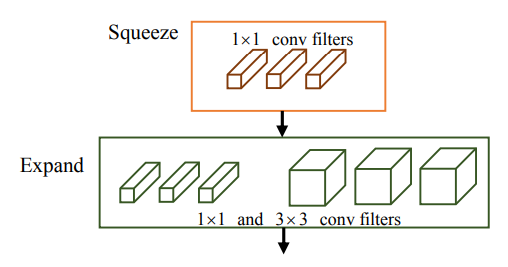 Squeeze
1×1 conv filters
Expand
1×1 and 3×3 conv filters